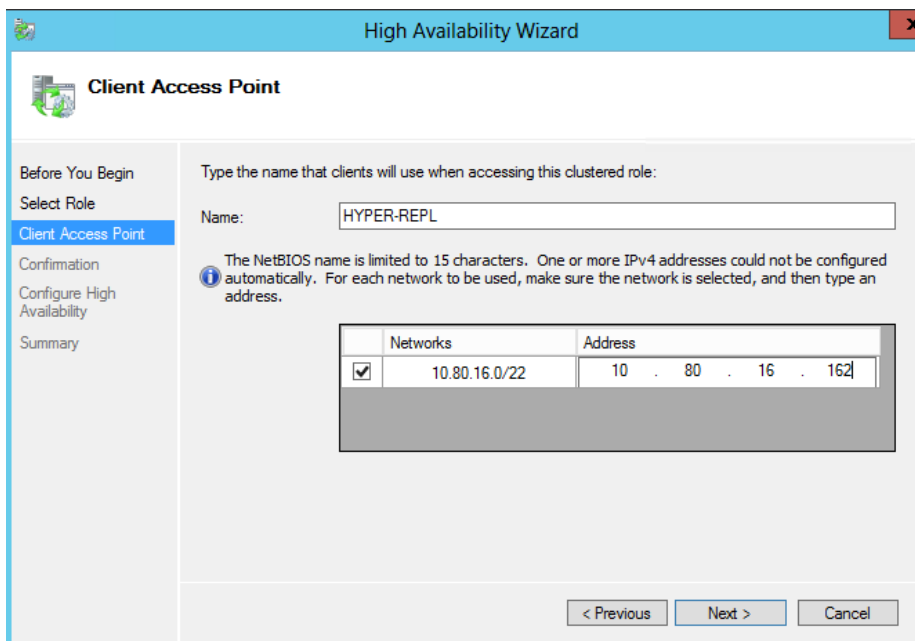 High Availability Wizard
x
Client Access Point
Before You Begin
Select Role
Client Access Point
Confirmation
Configure High
Availability
Summary
Type the name that clients will use when accessing this clustered role:
Name:
HYPER-REPL
The NetBIOS name is limited to 15 characters.  One or more IPv4 addresses could not be configured
automatically.  For each network to be used, make sure the network is selected, and then type an
address.
Networks Address
10.80.16.0/22 10 . 80 . 16 . 162
< Previous Next > Cancel